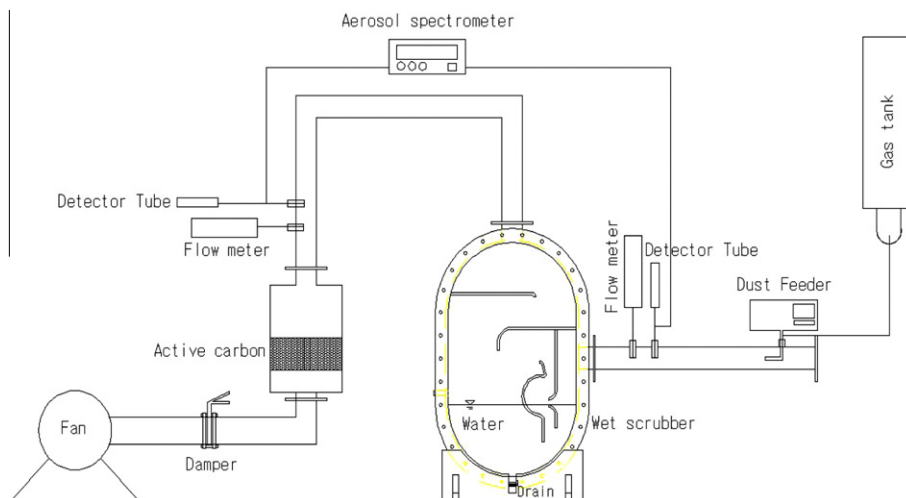 Aerosol spectrometer
Gas tank
Detector Tube
Flow meter
Flow meter
Detector Tube
Dust Feeder
Active carbon
Water
Wet scrubber
Fan
Damper
Drain